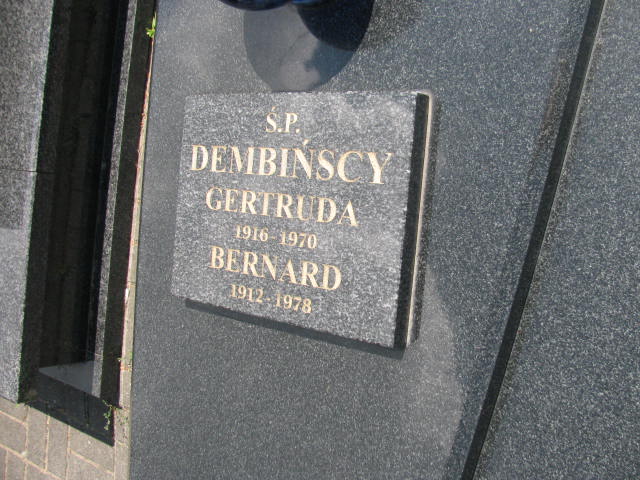 Ś.P.
DEMBIŃSCY
GERTRUDA
1916-1970
BERNARD
1912-1978